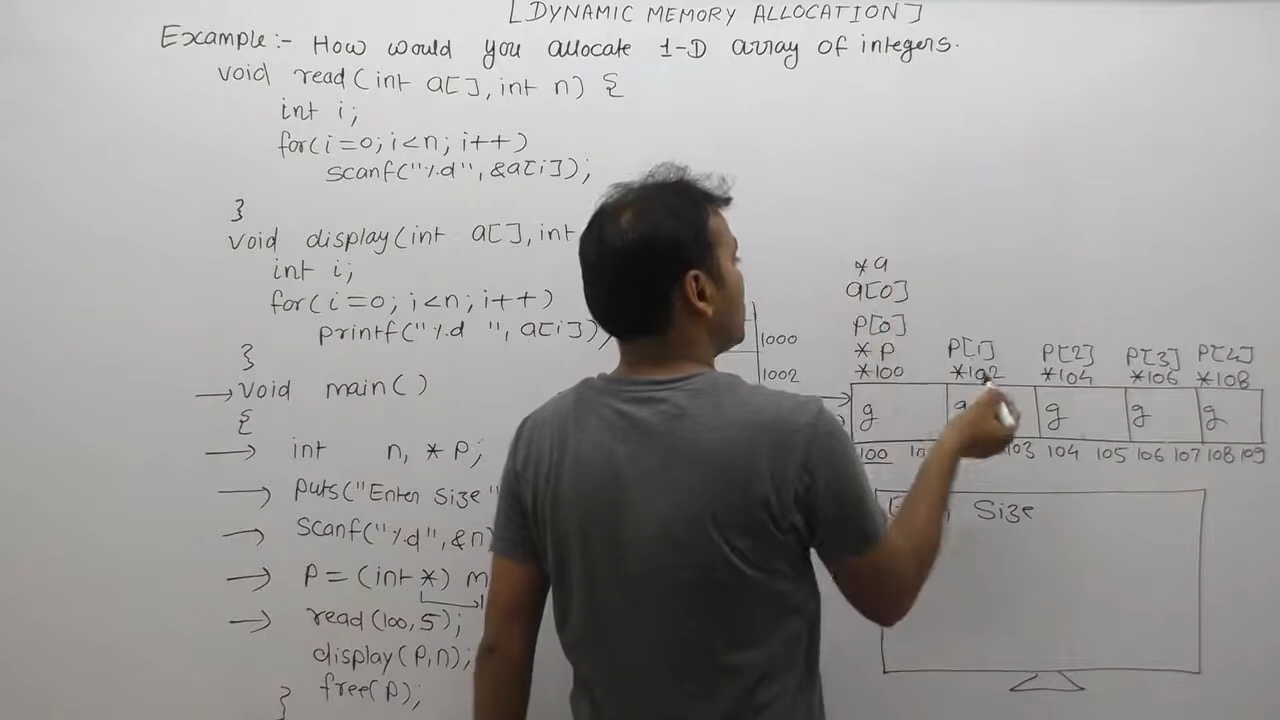 [DYNAMIC MEMORY ALLOCATION]
Example:- How would you allocate 1-D array of integers.
void read(int a[], int n) {
int i;
for(i=0; i<n; i++)
scanf("%d", &a[i]);
}
void display(int a[], int
int i;
for(i=0; i<n; i++)
printf("%d ", a[i]);
}
→ void main()
{
→ int n, *P;
→ Puts("Enter Size"
→ Scanf("%d", &n)
→ P = (int *) m
→ read(100,5);
display(P,n);
free(P);
}
1000
1002
*a
a[0]
P[0]
*P P[1] P[2] P[3] P[4]
*100 *102 *104 *106 *108
g g g g
100 103 104 105 106 107 108 109
Size